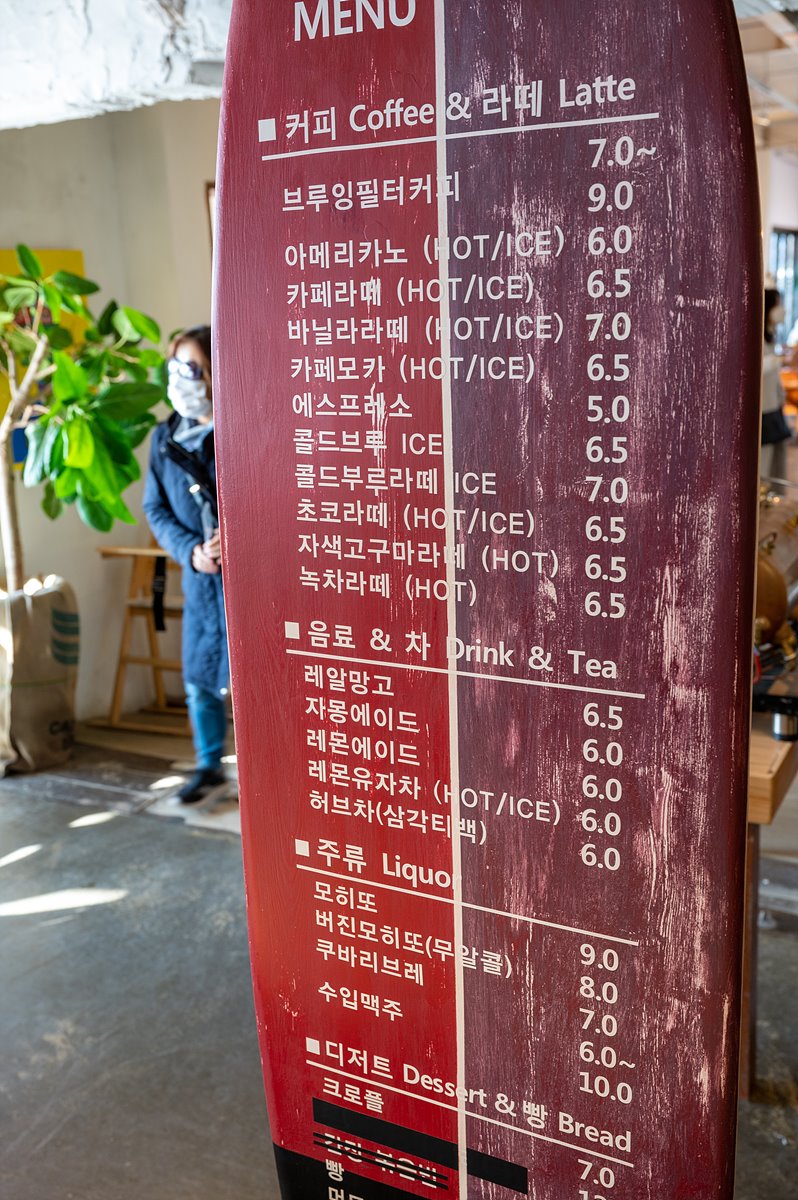 MENU
■ 커피 Coffee & 라떼 Latte
브루잉필터커피 7.0~ 9.0
아메리카노 (HOT/ICE) 6.0
카페라떼 (HOT/ICE) 6.5
바닐라라떼 (HOT/ICE) 7.0
카페모카 (HOT/ICE) 6.5
에스프레소 5.0
콜드브루 ICE 6.5
콜드부루라떼 ICE 7.0
초코라떼 (HOT/ICE) 6.5
자색고구마라떼 (HOT) 6.5
녹차라떼 (HOT) 6.5
■ 음료 & 차 Drink & Tea
레알망고 6.5
자몽에이드 6.0
레몬에이드 6.0
레몬유자차 (HOT/ICE) 6.0
허브차(삼각티백) 6.0
■ 주류 Liquor
모히또 9.0
버진모히또(무알콜) 8.0
쿠바리브레 7.0
수입맥주 6.0~ 10.0
■ 디저트 Dessert & 빵 Bread
크로플 7.0
빵